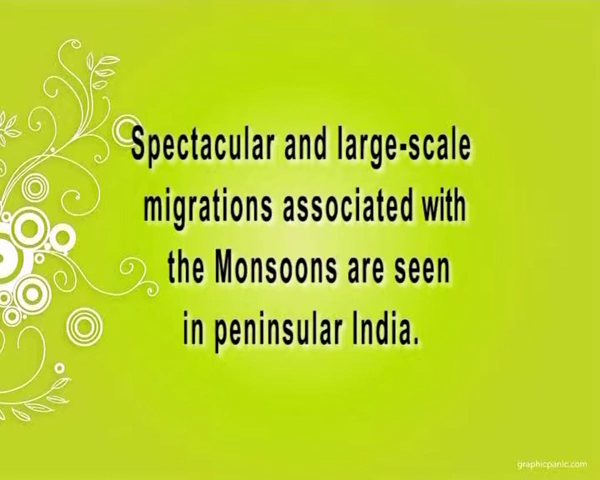 Spectacular and large-scale
migrations associated with
the Monsoons are seen
in peninsular India.
graphicpanic.com